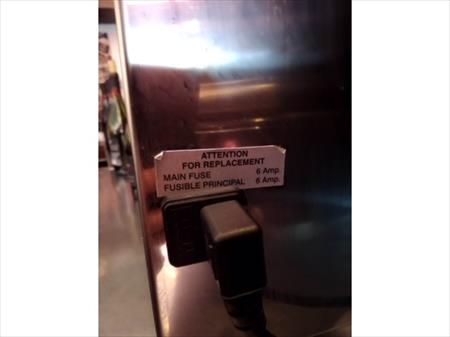 ATTENTION
FOR REPLACEMENT
MAIN FUSE 6 Amp.
FUSIBLE PRINCIPAL 6 Amp.